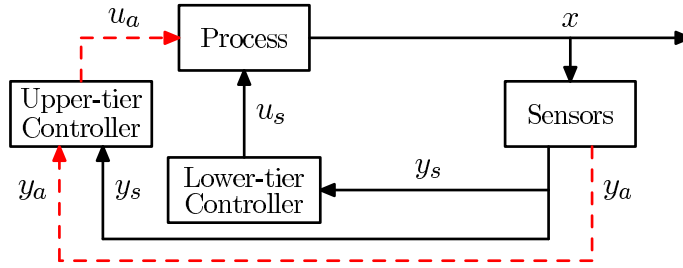 u_a
Process
x
Upper-tier
Controller
u_s
Sensors
Lower-tier
Controller
y_s
y_a
y_s
y_a